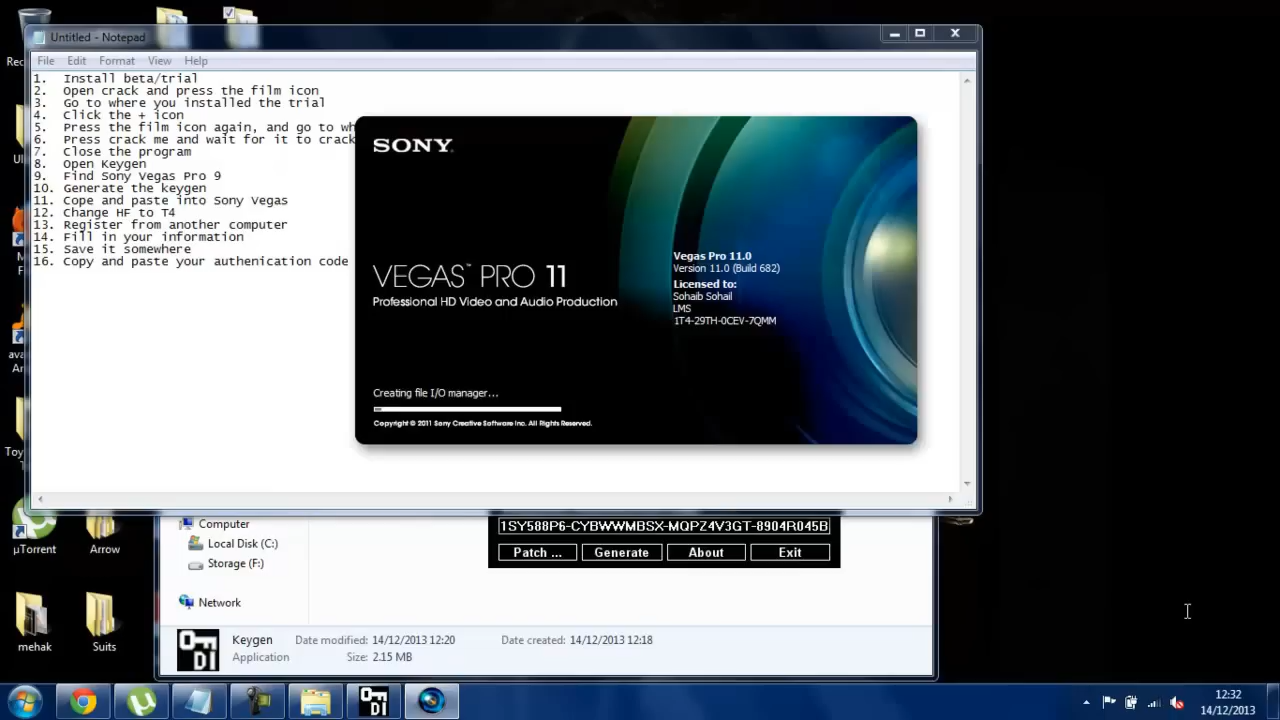 Untitled - Notepad
File Edit Format View Help
1. Install beta/trial
2. Open crack and press the film icon
3. Go to where you installed the trial
4. Click the + icon
5. Press the film icon again, and go to
6. Press crack me and wait for it to crack
7. Close the program
8. Open Keygen
9. Find Sony Vegas Pro 9
10. Generate the keygen
11. Cope and paste into Sony Vegas
12. Change HF to T4
13. Register from another computer
14. Fill in your information
15. Save it somewhere
16. Copy and paste your authenication code
SONY
VEGAS™ PRO 11
Professional HD Video and Audio Production
Vegas Pro 11.0
Version 11.0 (Build 682)
Licensed to:
Sohaib Sohail
LMS
1T4-29TH-0CEV-7QMM
Creating file I/O manager...
Copyright © 2011 Sony Creative Software Inc. All Rights Reserved.
µTorrent
Arrow
mehak
Suits
Computer
Local Disk (C:)
Storage (F:)
Network
1SY588P6-CYBWWMBSX-MQPZ4V3GT-8904R045B
Patch ... Generate About Exit
Keygen Date modified: 14/12/2013 12:20 Date created: 14/12/2013 12:18
Application Size: 2.15 MB
12:32
14/12/2013